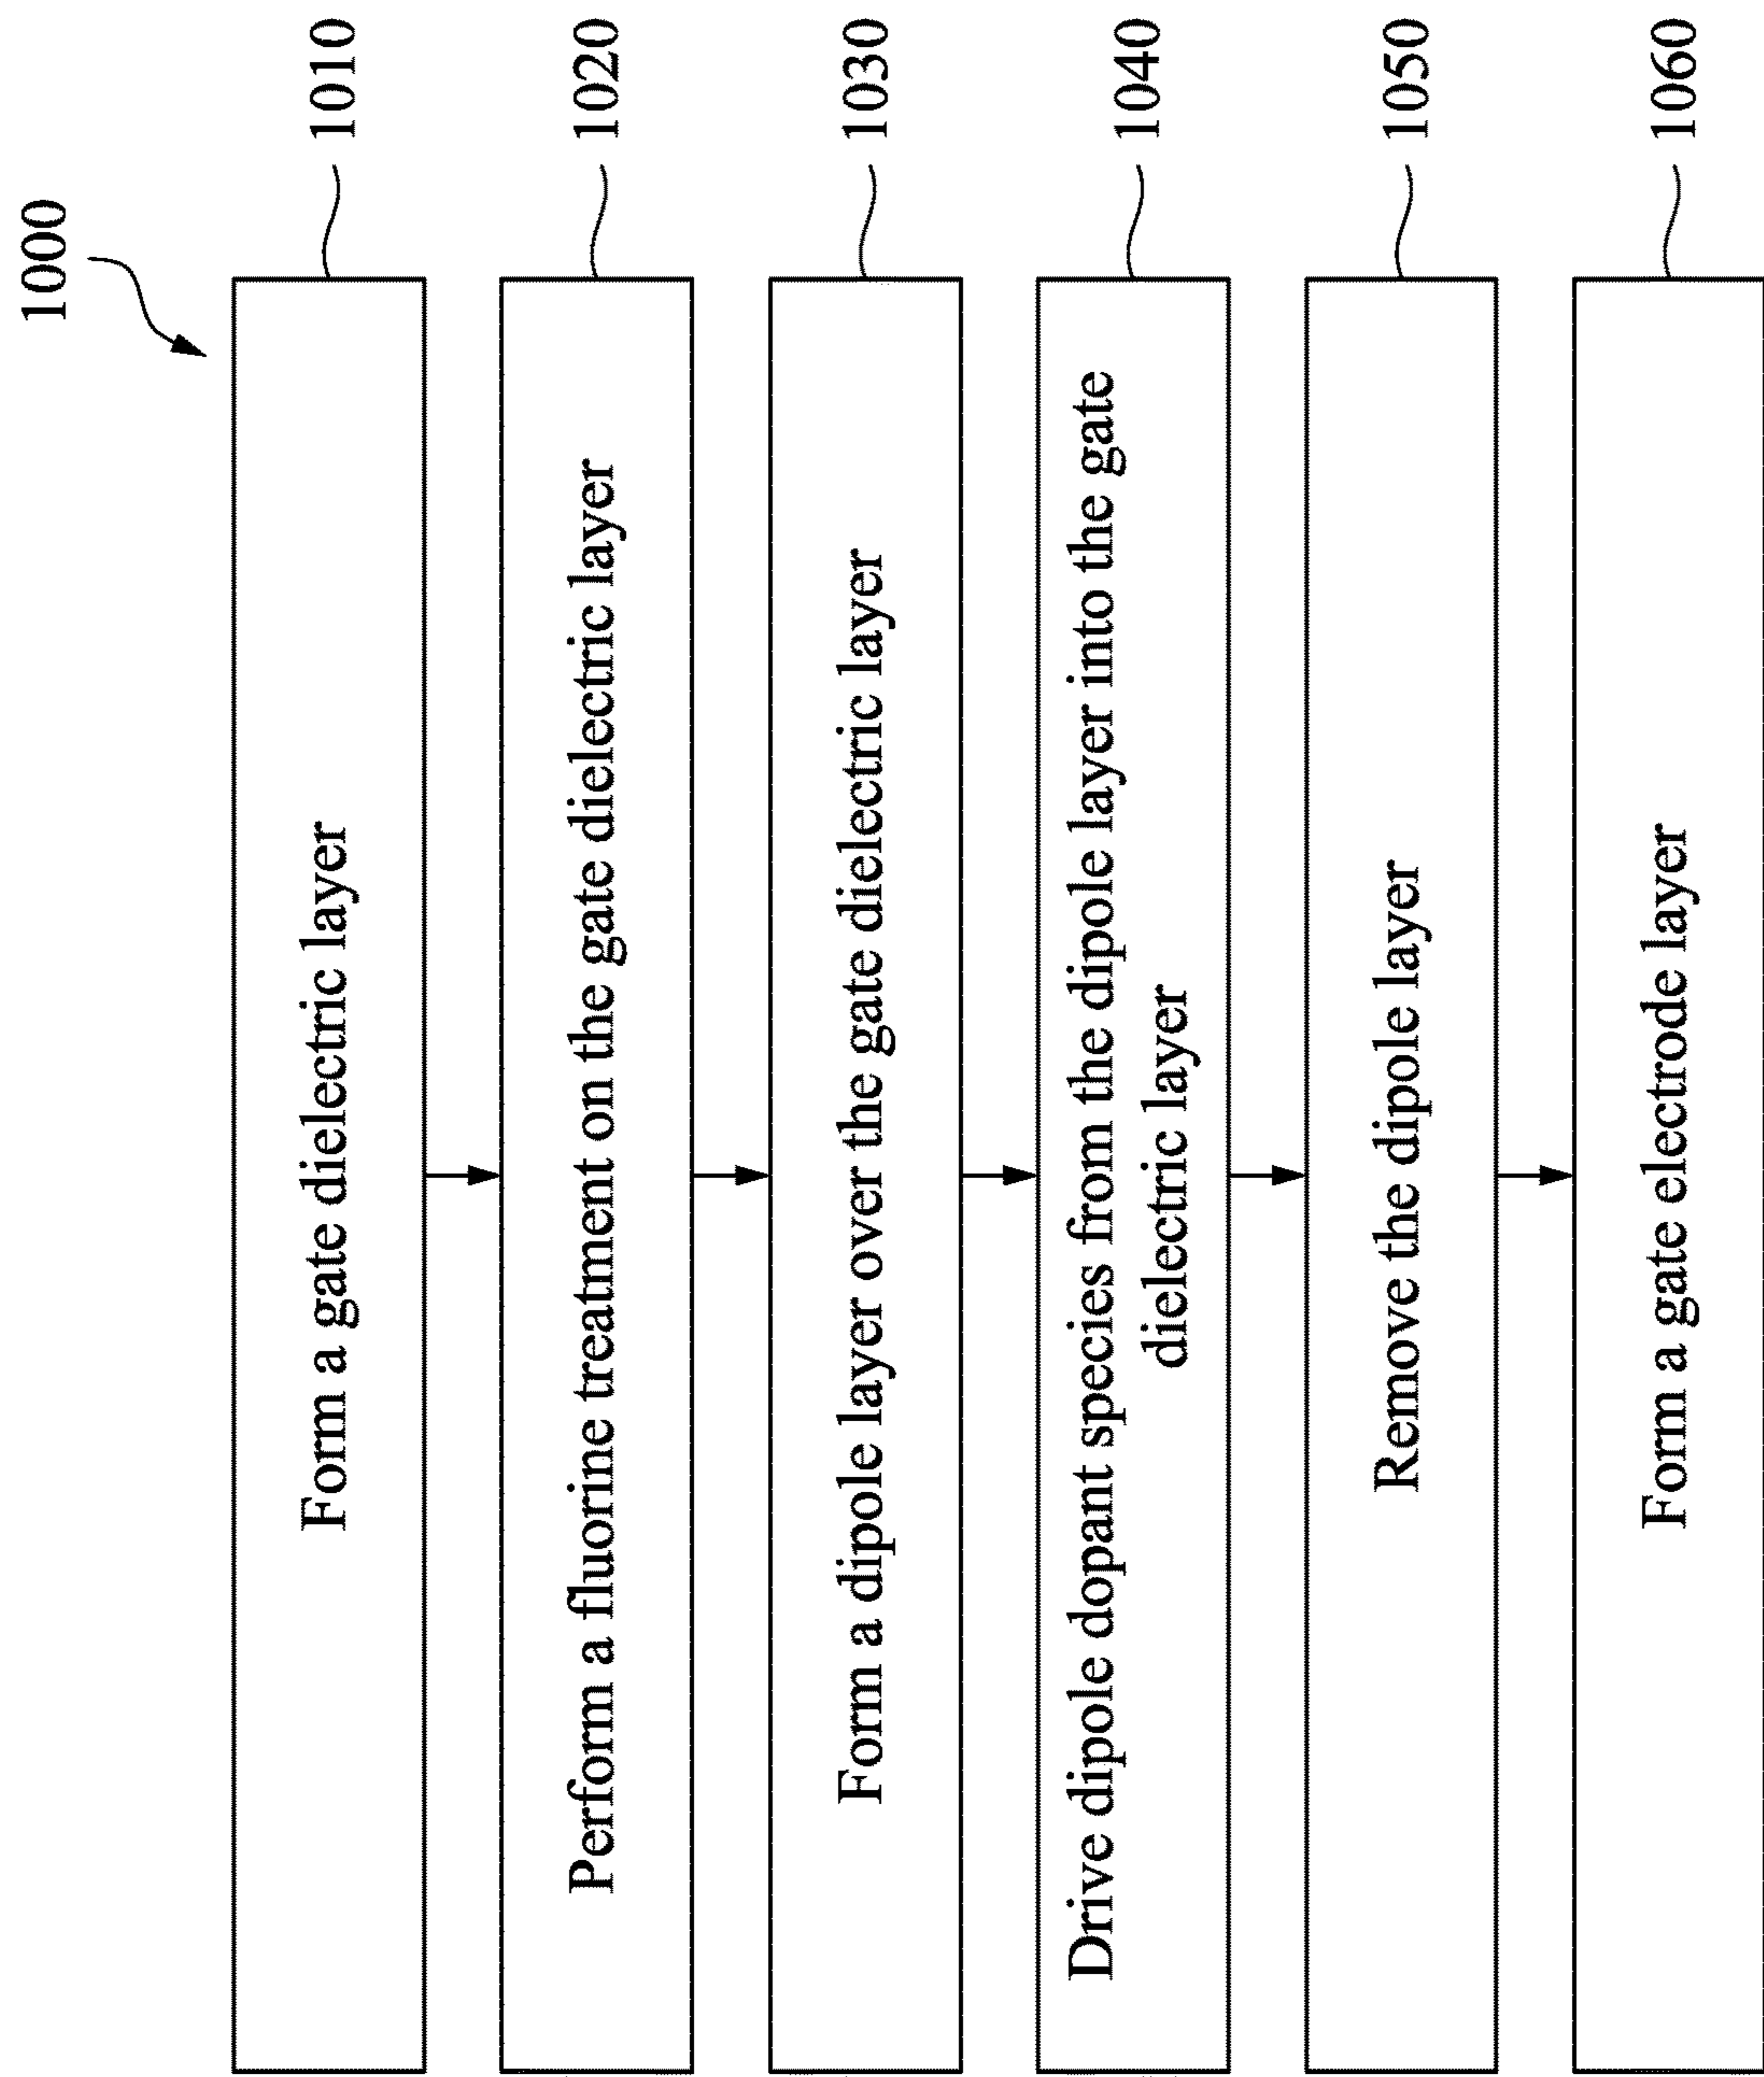 1000
Form a gate dielectric layer
1010
Perform a fluorine treatment on the gate dielectric layer
1020
Form a dipole layer over the gate dielectric layer
1030
Drive dipole dopant species from the dipole layer into the gate
dielectric layer
1040
Remove the dipole layer
1050
Form a gate electrode layer
1060